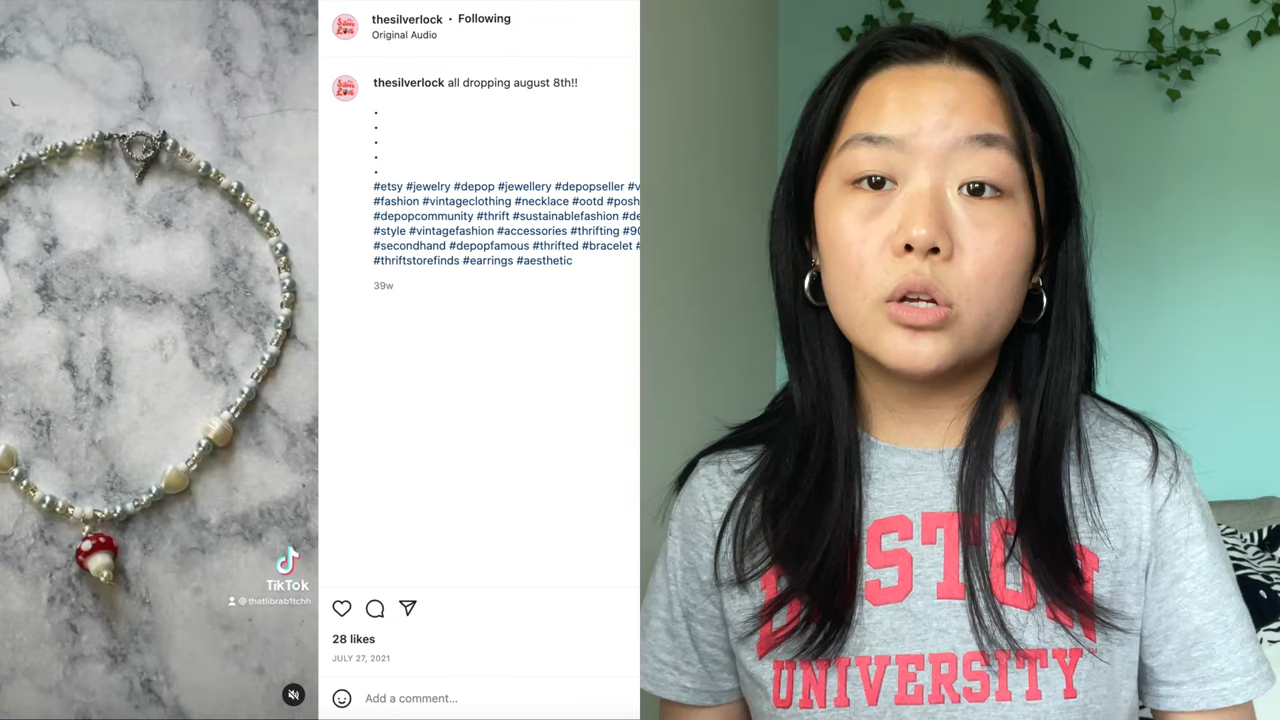 thesilverlock • Following
Original Audio
thesilverlock all dropping august 8th!!
.
.
.
.
.
#etsy #jewelry #depop #jewellery #depopseller
#fashion #vintageclothing #necklace #ootd
#depopcommunity #thrift #sustainablefashion
#style #vintagefashion #accessories #thrifting
#secondhand #depopfamous #thrifted #bracelet
#thriftstorefinds #earrings #aesthetic
39w
TikTok
@thatlibrab1tchh
28 likes
JULY 27, 2021
Add a comment...
BOSTON
UNIVERSITY